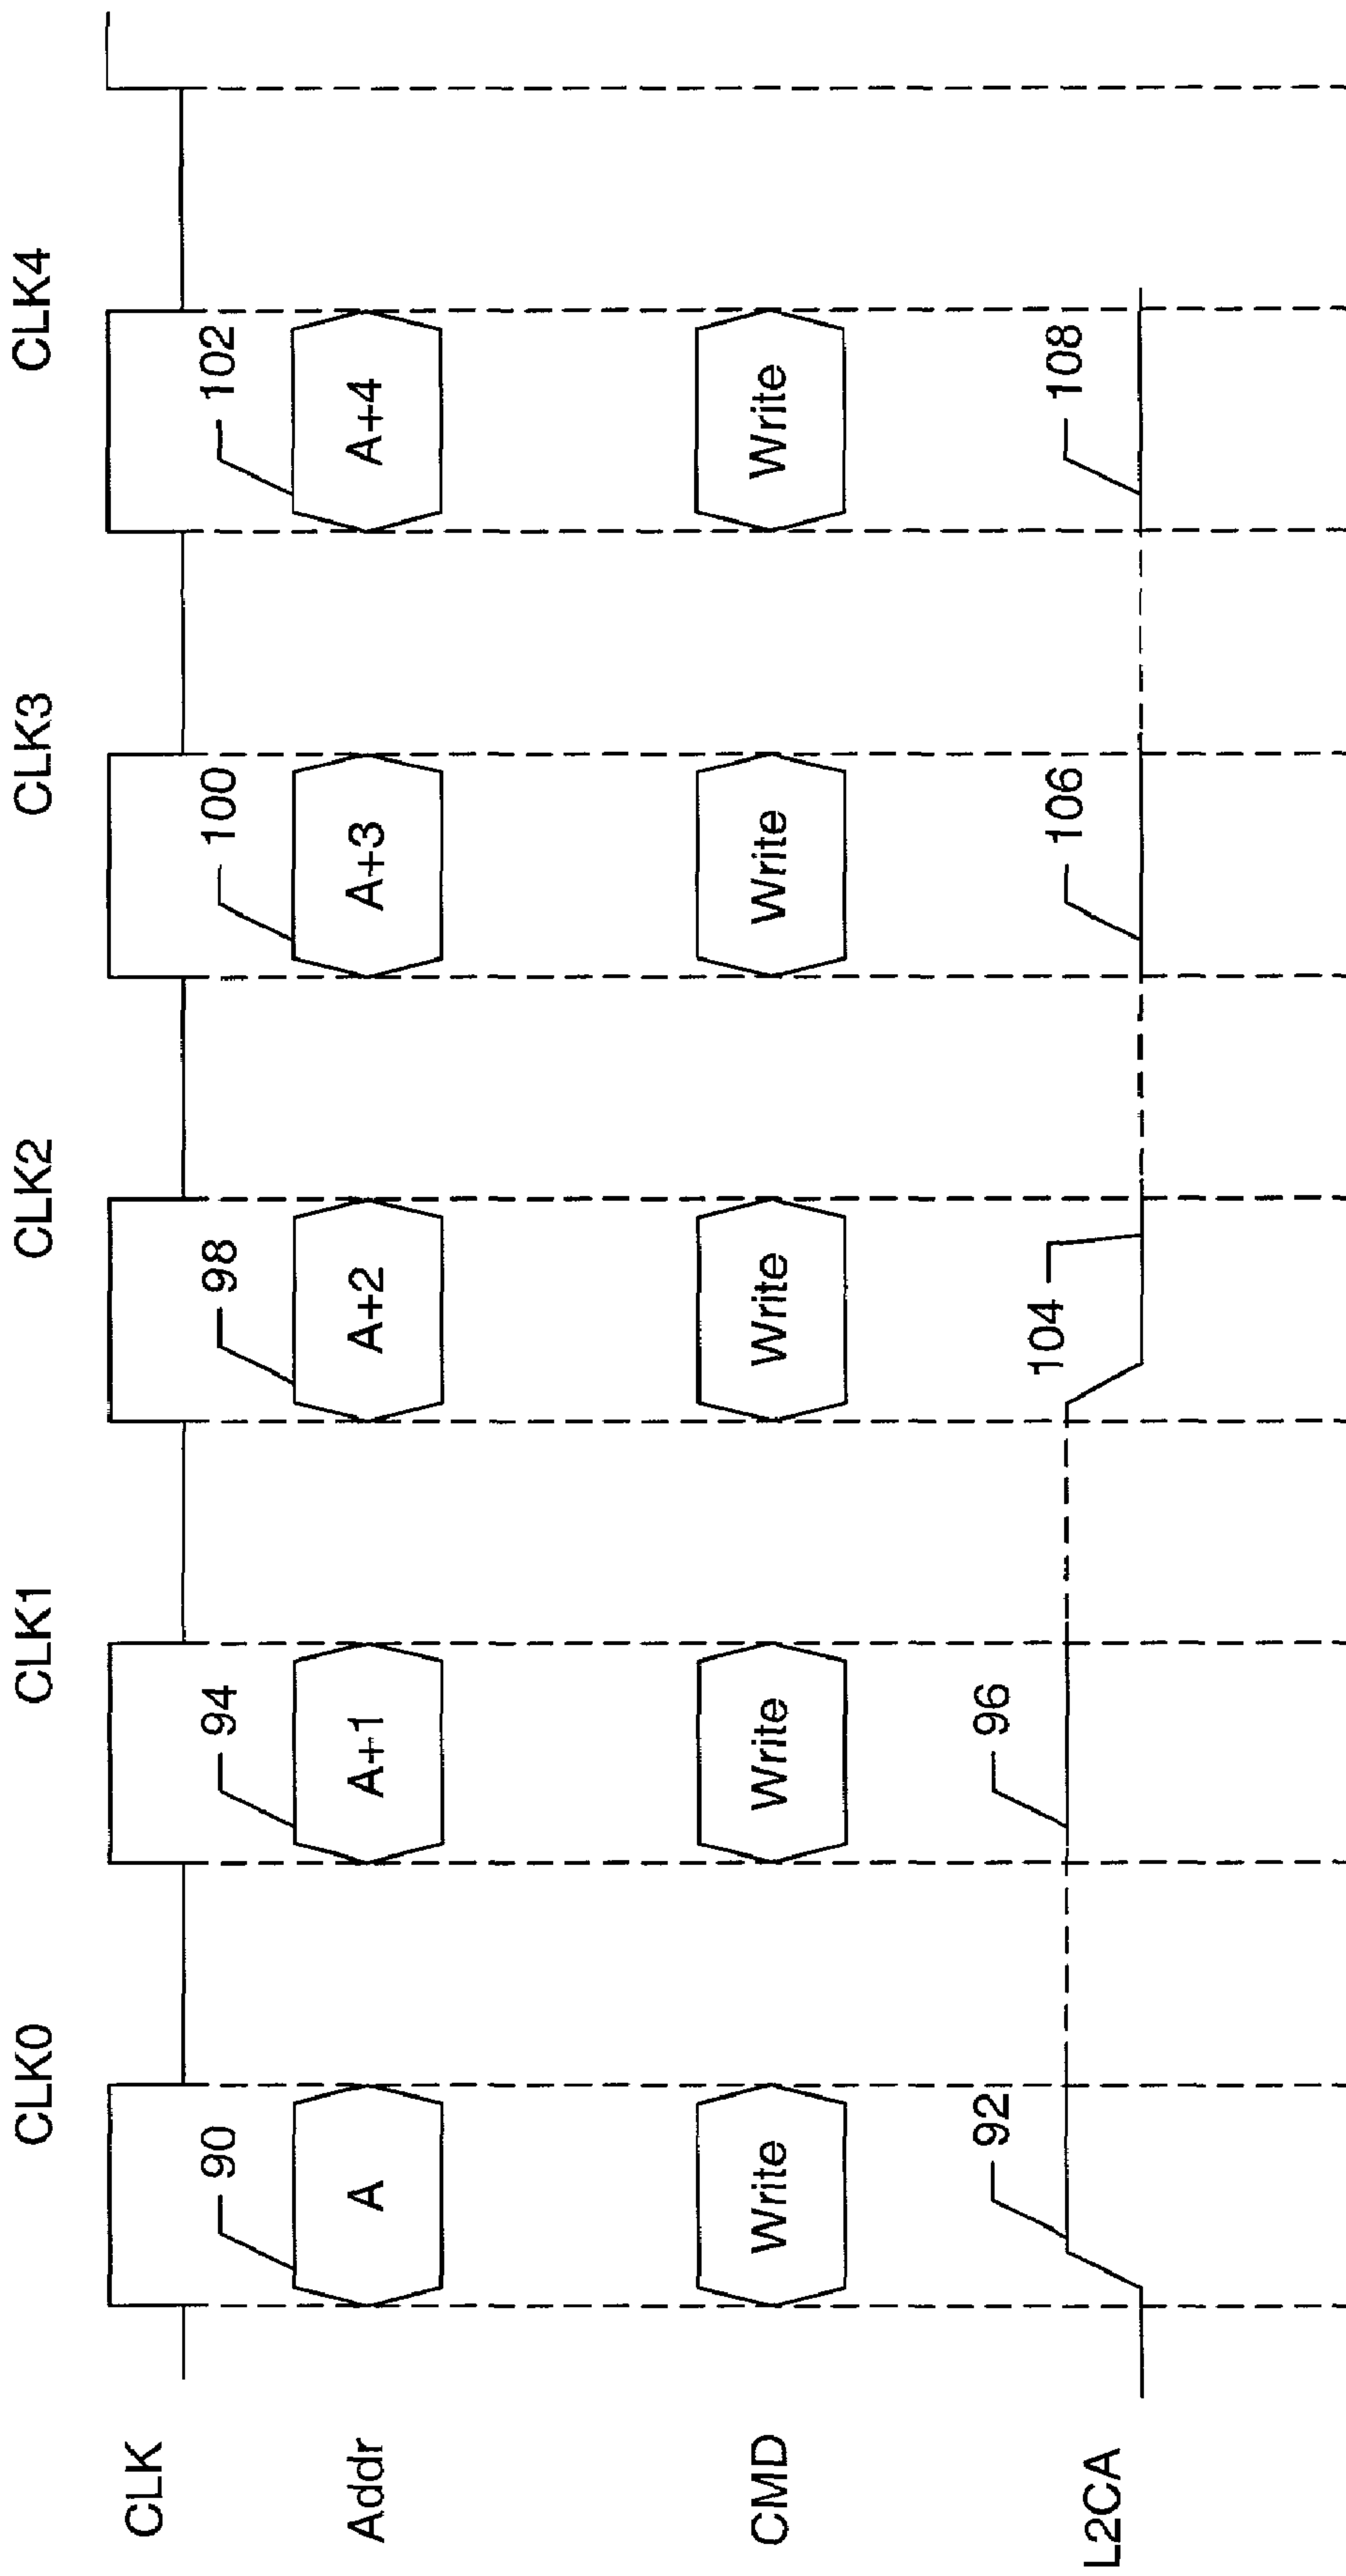 CLK0 CLK1 CLK2 CLK3 CLK4
CLK
90 94 98 100 102
Addr A A+1 A+2 A+3 A+4
CMD Write Write Write Write Write
92 96 104 106 108
L2CA